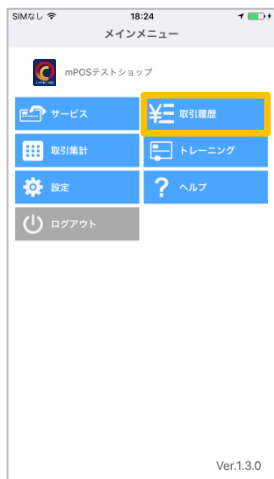 SIMなし 18:24
メインメニュー
mPOSテストショップ
サービス
取引履歴
取引集計
トレーニング
設定
ヘルプ
ログアウト
Ver.1.3.0